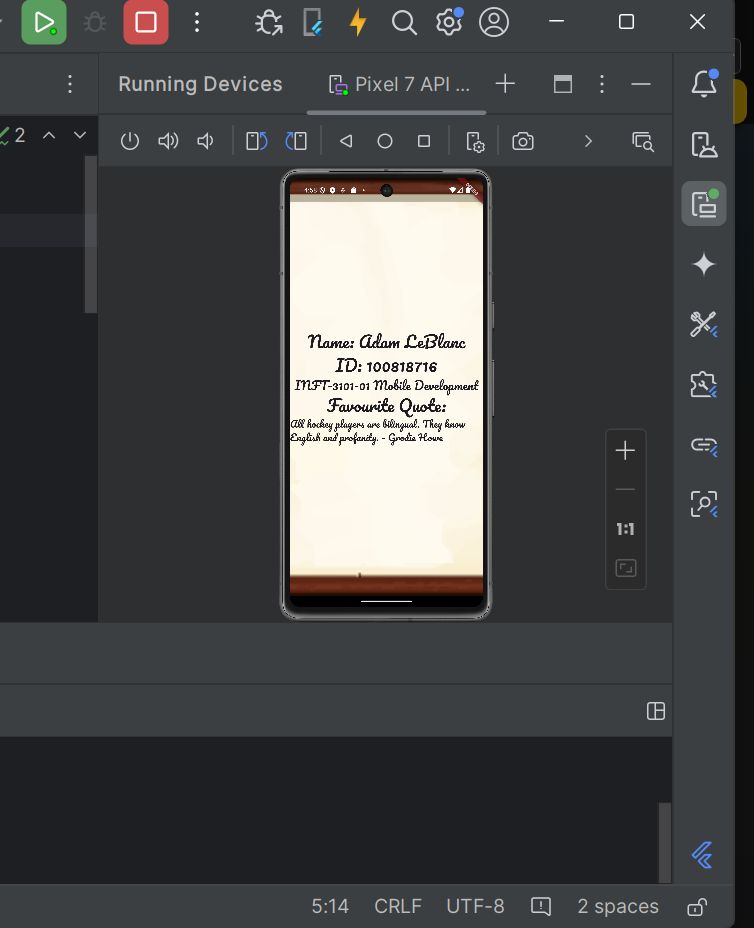 Running Devices
Pixel 7 API ...
2
1:55
Name: Adam LeBlanc
ID: 100818716
INFT-3101-01 Mobile Development
Favourite Quote:
All hockey players are bilingual. They know
English and profanity. - Grodie Howe
1:1
5:14 CRLF UTF-8 2 spaces